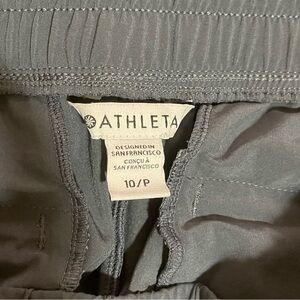 ATHLETA
DESIGNED IN
SAN FRANCISCO
CONÇU À
SAN FRANCISCO
10/P